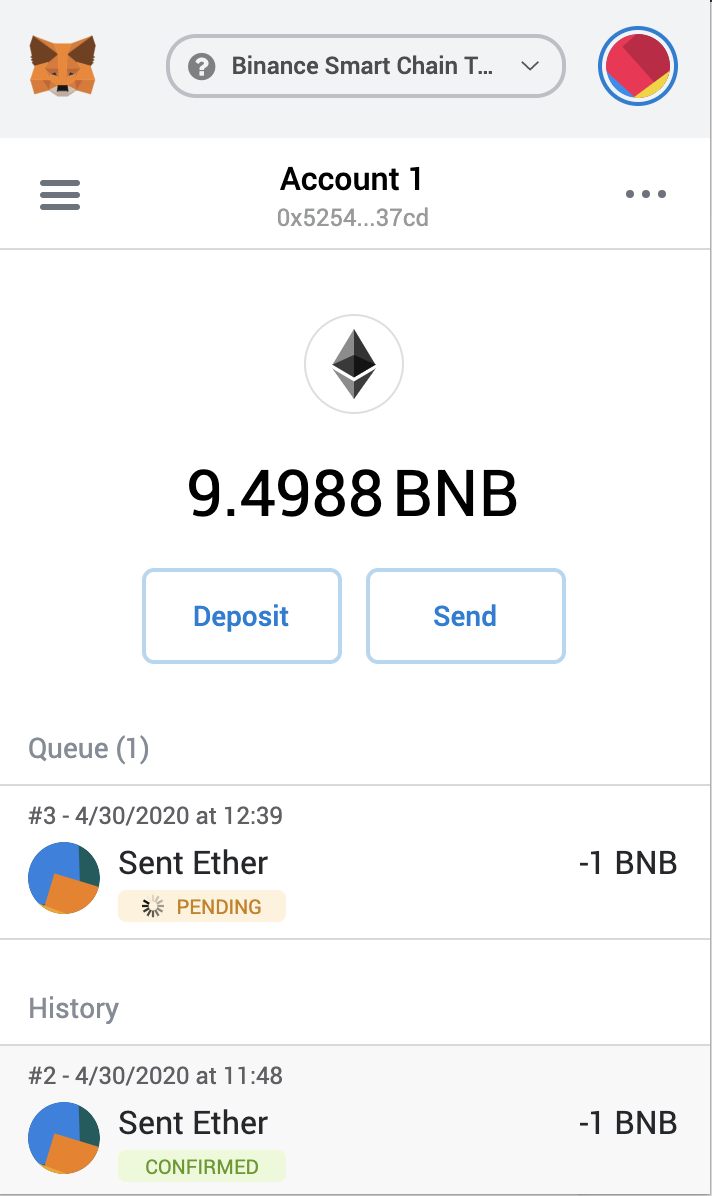 Binance Smart Chain T...
Account 1
0x5254...37cd
9.4988 BNB
Deposit
Send
Queue (1)
#3 - 4/30/2020 at 12:39
Sent Ether
-1 BNB
PENDING
History
#2 - 4/30/2020 at 11:48
Sent Ether
-1 BNB
CONFIRMED